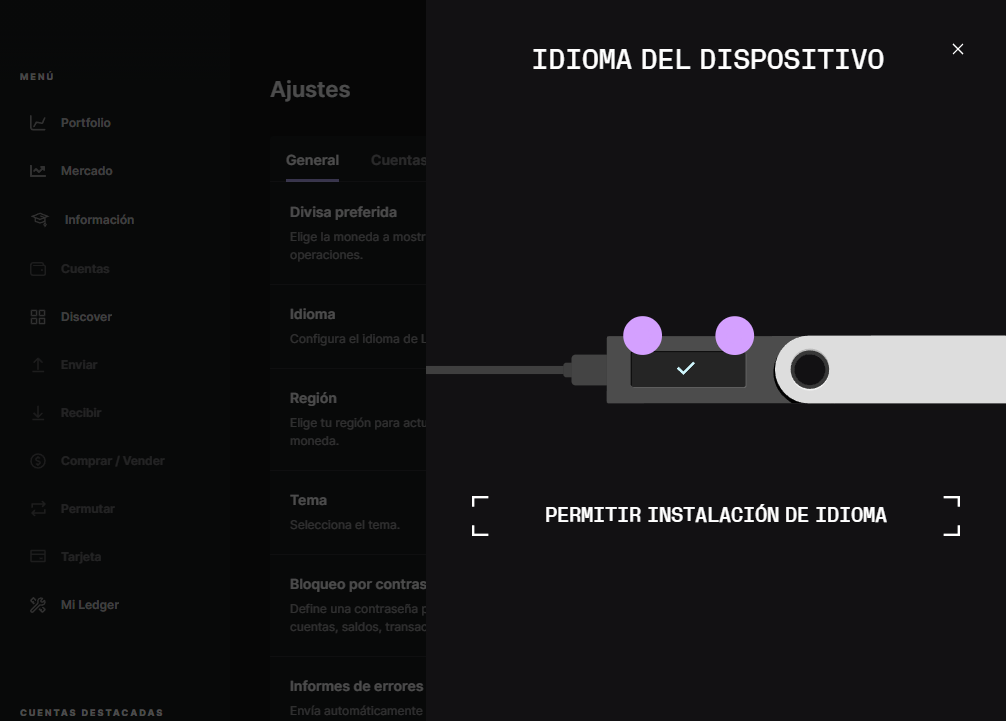 MENÚ
Portfolio
Mercado
Información
Cuentas
Discover
Enviar
Recibir
Comprar / Vender
Permutar
Tarjeta
Mi Ledger
CUENTAS DESTACADAS
Ajustes
General
Cuentas
Divisa preferida
Elige la moneda a mostr
operaciones.
Idioma
Configura el idioma de L
Región
Elige tu región para actu
moneda.
Tema
Selecciona el tema.
Bloqueo por contras
Define una contraseña p
cuentas, saldos, transac
Informes de errores
Envía automáticamente
IDIOMA DEL DISPOSITIVO
PERMITIR INSTALACIÓN DE IDIOMA